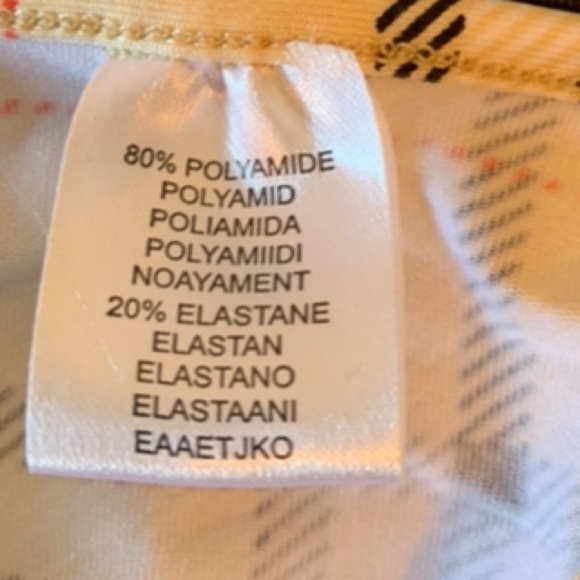 80% POLYAMIDE
POLYAMID
POLIAMIDA
POLYAMIIDI
NOAYAMENT
20% ELASTANE
ELASTAN
ELASTANO
ELASTAANI
EAAETJKO